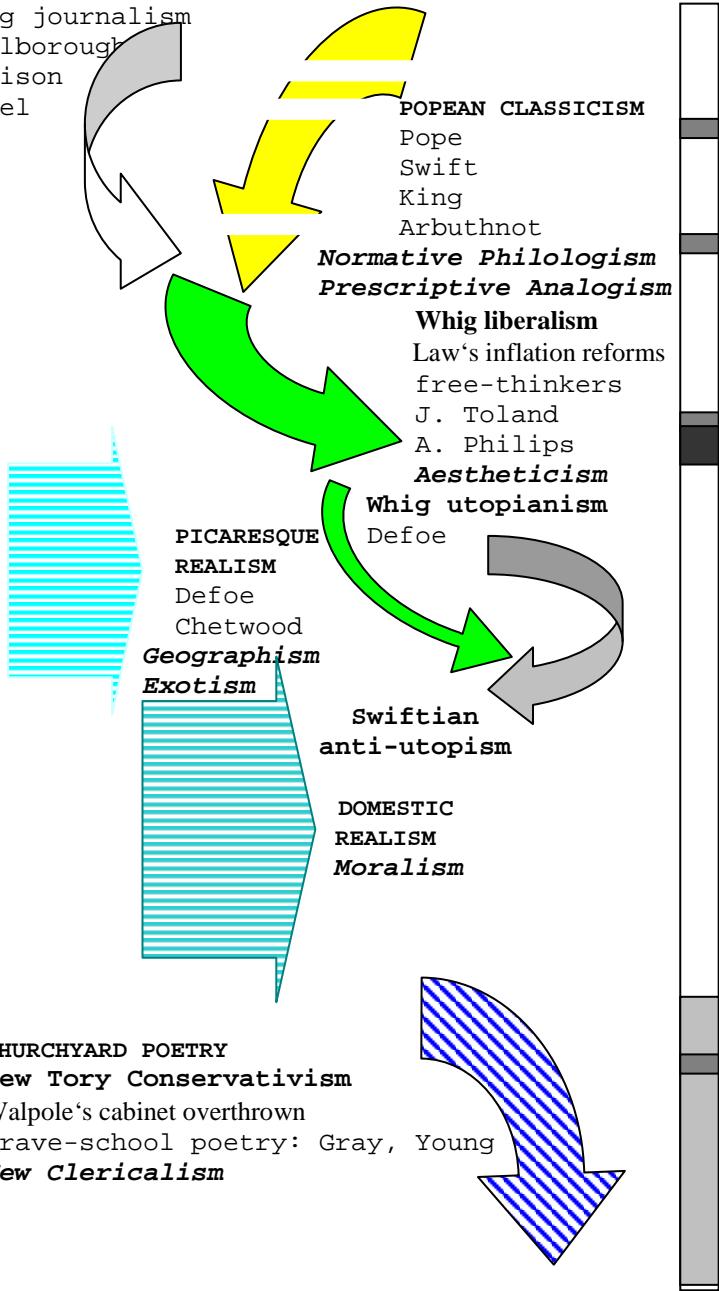 g journalism
lborough
ison
el
POPEAN CLASSICISM
Pope
Swift
King
Arbuthnot
Normative Philologism
Prescriptive Analogism
Whig liberalism
Law‘s inflation reforms
free-thinkers
J. Toland
A. Philips
Aestheticism
Whig utopianism
Defoe
PICARESQUE
REALISM
Defoe
Chetwood
Geographism
Exotism
Swiftian
anti-utopism
DOMESTIC
REALISM
Moralism
HURCHYARD POETRY
ew Tory Conservativism
Valpole‘s cabinet overthrown
rave-school poetry: Gray, Young
ew Clericalism